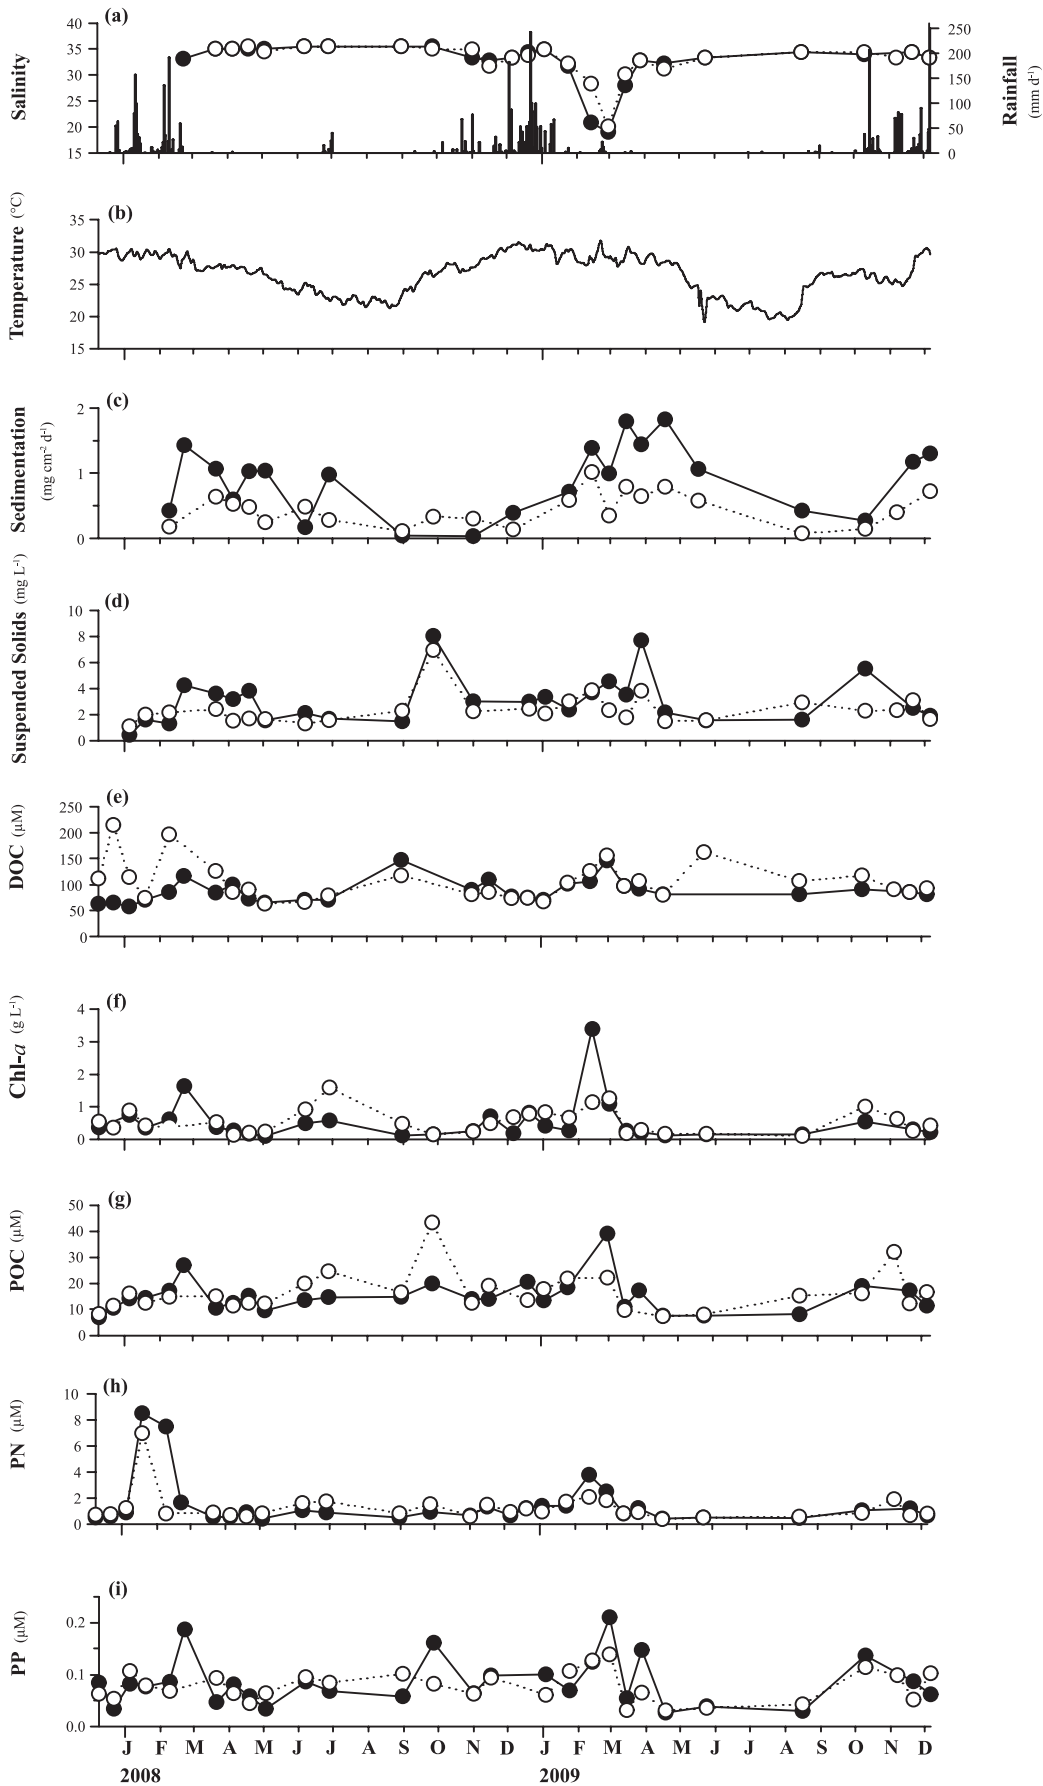 (a)
Salinity
40
35
30
25
20
15
250
200
150
100
50
0
Rainfall
(mm d-1)
(b)
Temperature (°C)
35
30
25
20
15
J F M A M J J A S O N D J F M A M J J A S O N D
(c)
Sedimentation
(mg cm-2 d-1)
2
1
0
(d)
Suspended Solids (mg L-1)
10
8
6
4
2
0
(e)
DOC (µM)
250
200
150
100
50
0
(f)
Chl-a (g L-1)
4
3
2
1
0
(g)
POC (µM)
50
40
30
20
10
0
(h)
PN (µM)
10
8
6
4
2
0
(i)
PP (µM)
0.2
0.1
0.0
J F M A M J J A S O N D J F M A M J J A S O N D
2008 2009